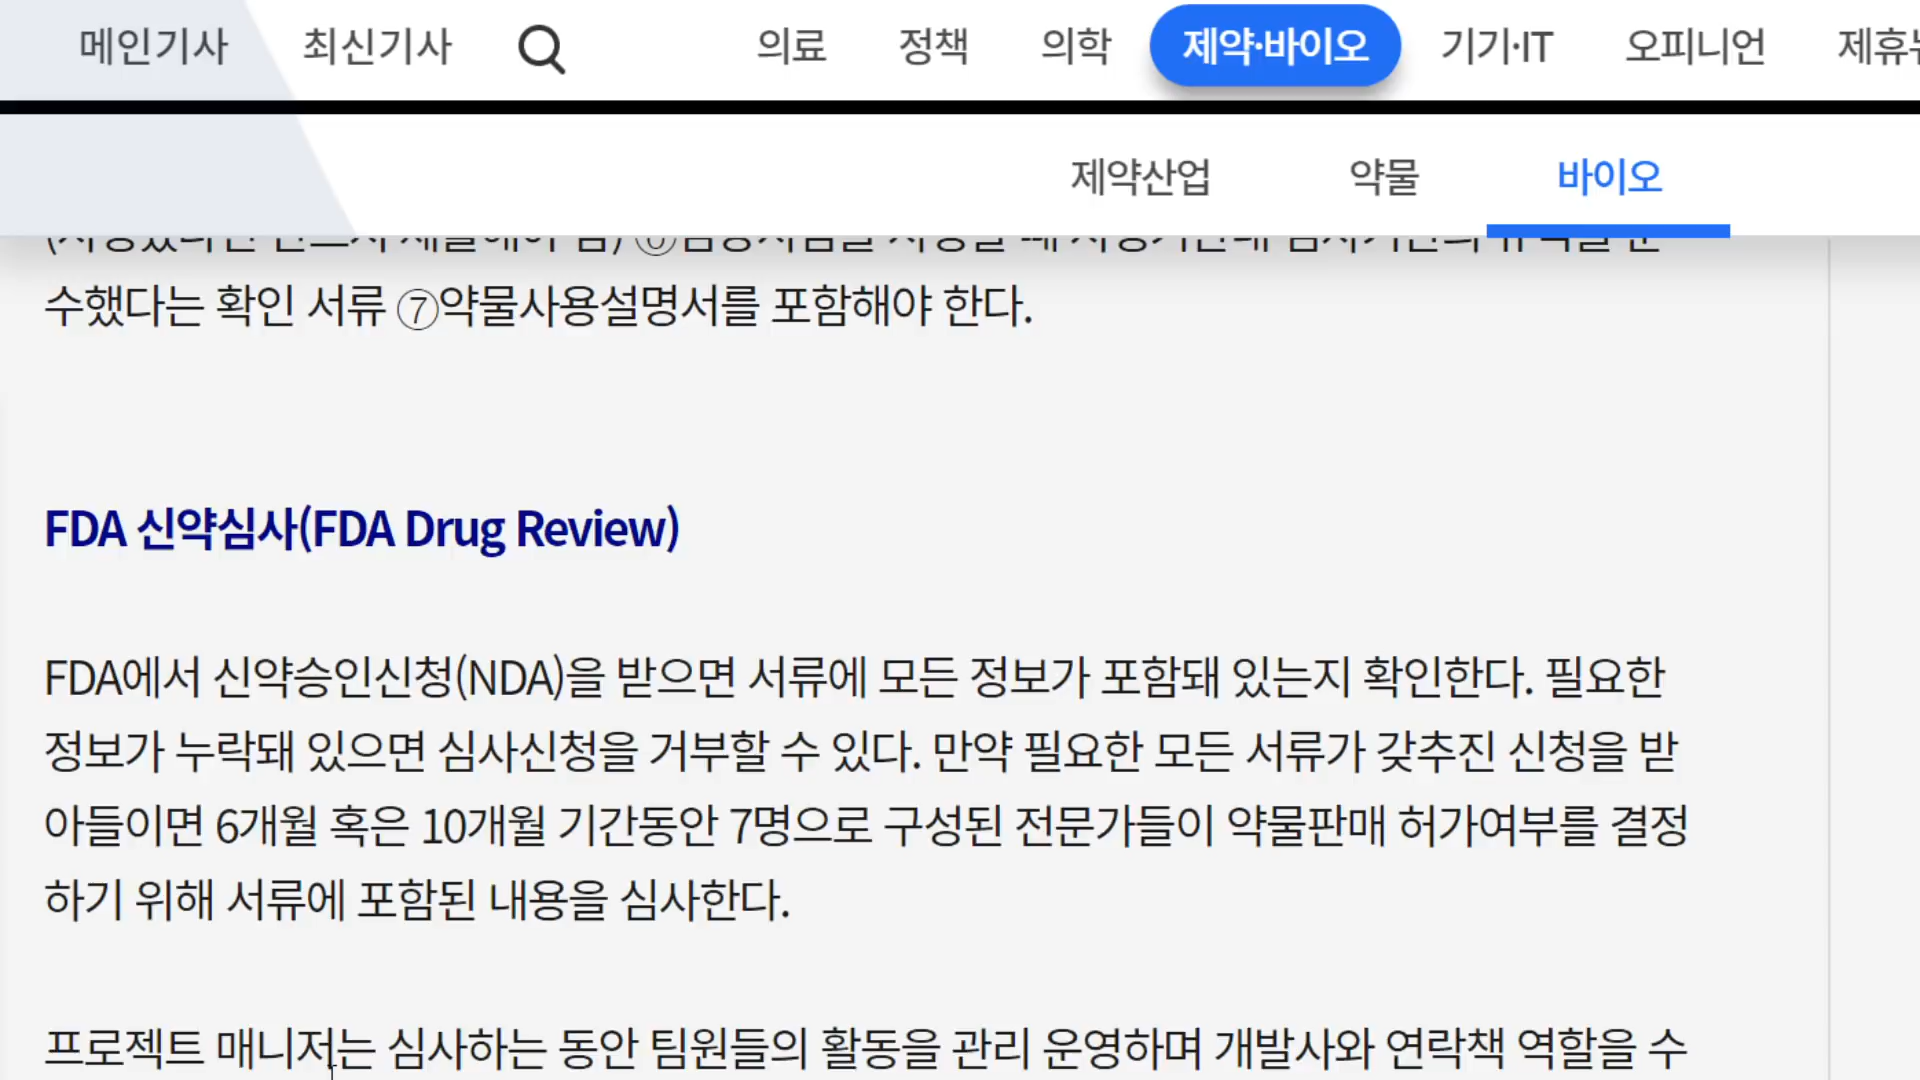 메인기사 최신기사 의료 정책 의학 제약·바이오 기기·IT 오피니언
제약산업 약물 바이오
수했다는 확인 서류 ⑦약물사용설명서를 포함해야 한다.
FDA 신약심사(FDA Drug Review)
FDA에서 신약승인신청(NDA)을 받으면 서류에 모든 정보가 포함돼 있는지 확인한다. 필요한
정보가 누락돼 있으면 심사신청을 거부할 수 있다. 만약 필요한 모든 서류가 갖추진 신청을 받
아들이면 6개월 혹은 10개월 기간동안 7명으로 구성된 전문가들이 약물판매 허가여부를 결정
하기 위해 서류에 포함된 내용을 심사한다.
프로젝트 매니저는 심사하는 동안 팀원들의 활동을 관리 운영하며 개발사와 연락책 역할을 수